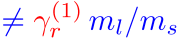 ≠ γ_r^{(1)} m_l/m_s